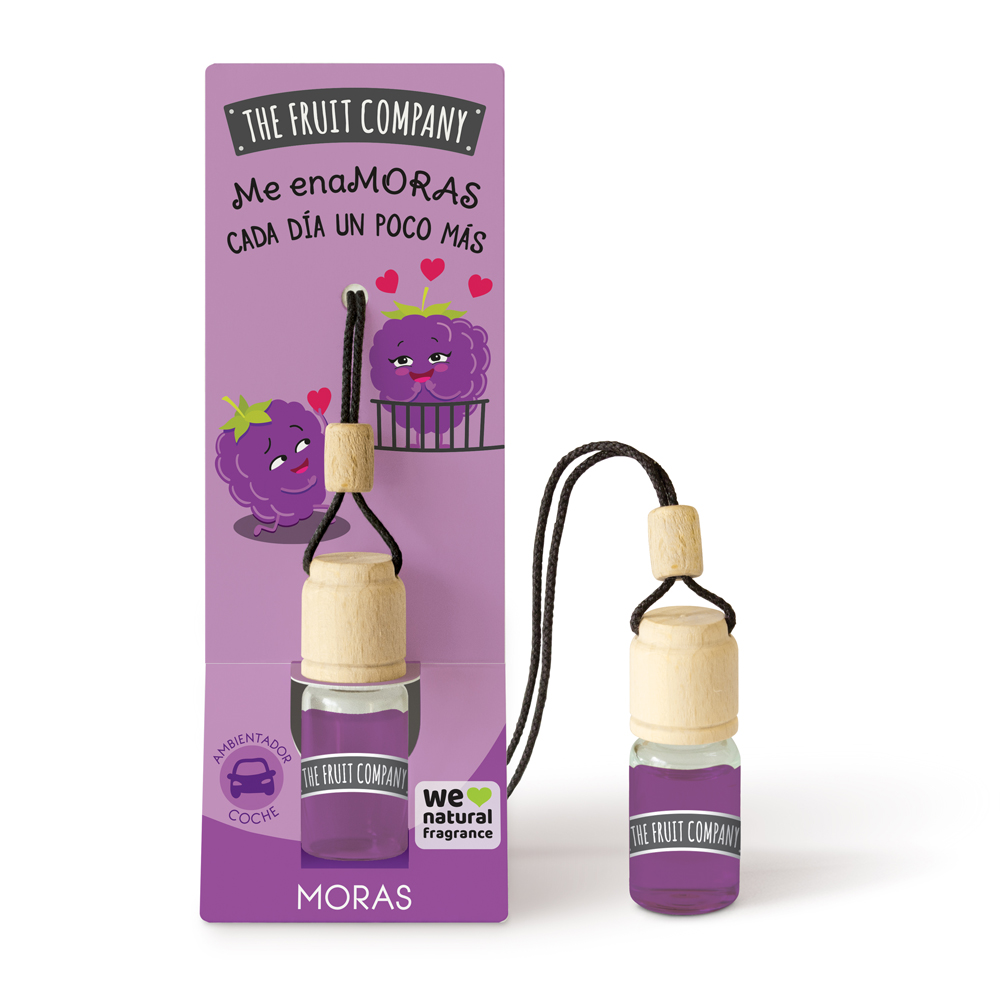 THE FRUIT COMPANY
Me enaMORAS
CADA DÍA UN POCO MÁS
AMBIENTADOR
COCHE
THE FRUIT COMPANY
we
natural
fragrance
MORAS
THE FRUIT COMPANY